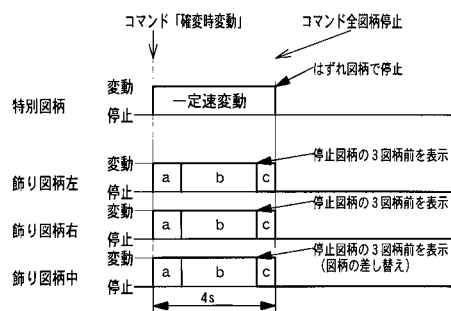 コマンド「確変時変動」
コマンド全図柄停止
はずれ図柄で停止
特別図柄
変動
停止
一定速変動
飾り図柄左
変動
停止
a
b
c
停止図柄の3図柄前を表示
飾り図柄右
変動
停止
a
b
c
停止図柄の3図柄前を表示
飾り図柄中
変動
停止
a
b
c
停止図柄の3図柄前を表示
(図柄の差し替え)
4s